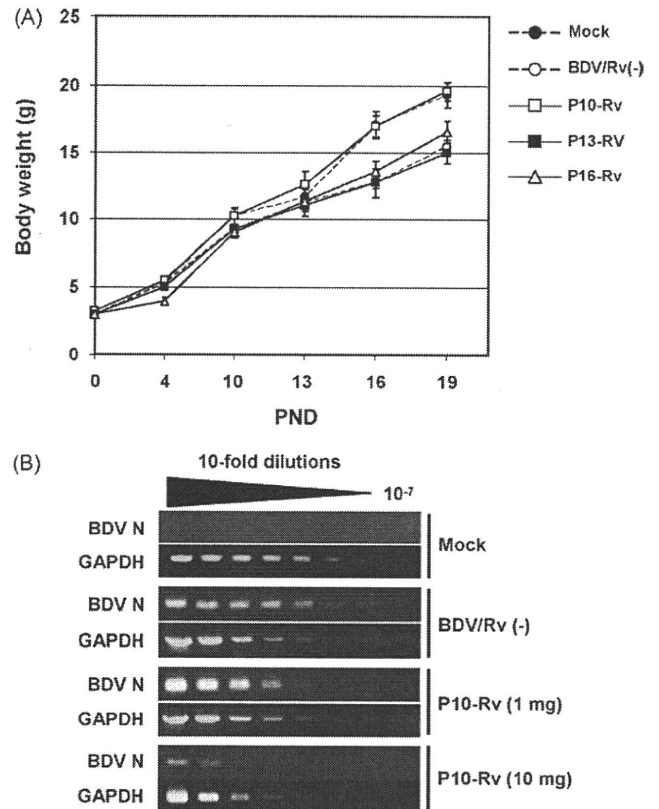 (A)
25
20
15
10
5
0
Body weight (g)
0 4 10 13 16 19
PND
Mock
BDV/Rv(-)
P10-Rv
P13-RV
P16-Rv
(B)
10-fold dilutions
10-7
BDV N
GAPDH
Mock
BDV N
GAPDH
BDV/Rv (-)
BDV N
GAPDH
P10-Rv (1 mg)
BDV N
GAPDH
P10-Rv (10 mg)